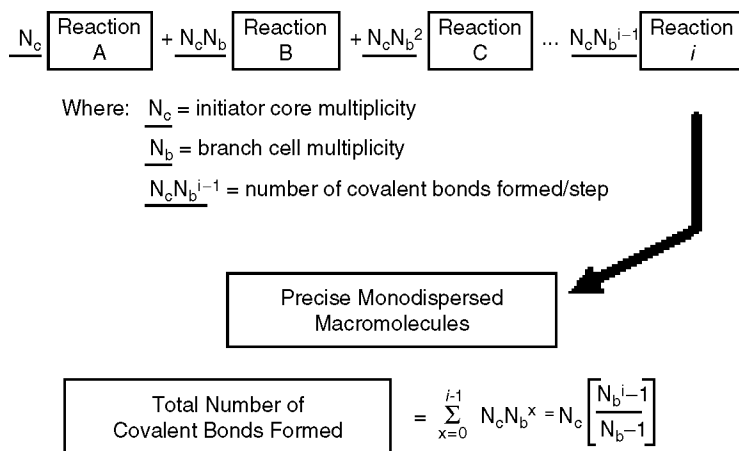 N_c Reaction A + N_cN_b Reaction B + N_cN_b^2 Reaction C ... N_cN_b^{i−1} Reaction i
Where: N_c = initiator core multiplicity
N_b = branch cell multiplicity
N_cN_b^{i−1} = number of covalent bonds formed/step
Precise Monodispersed
Macromolecules
Total Number of
Covalent Bonds Formed
= \sum_{x=0}^{i-1} N_cN_b^x = N_c [\frac{N_b^i−1}{N_b−1}]